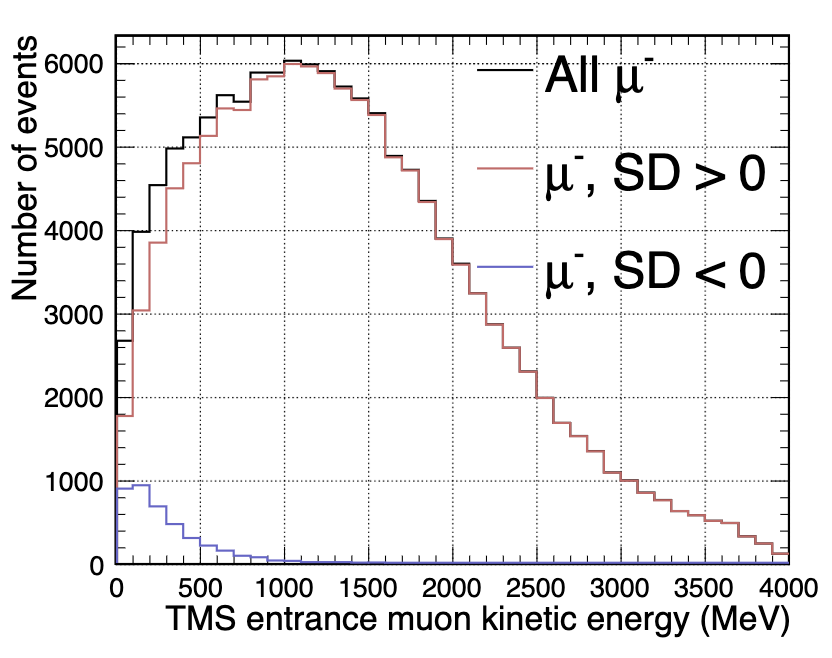 Number of events
6000
5000
4000
3000
2000
1000
0
All μ-
μ-, SD > 0
μ-, SD < 0
0 500 1000 1500 2000 2500 3000 3500 4000
TMS entrance muon kinetic energy (MeV)